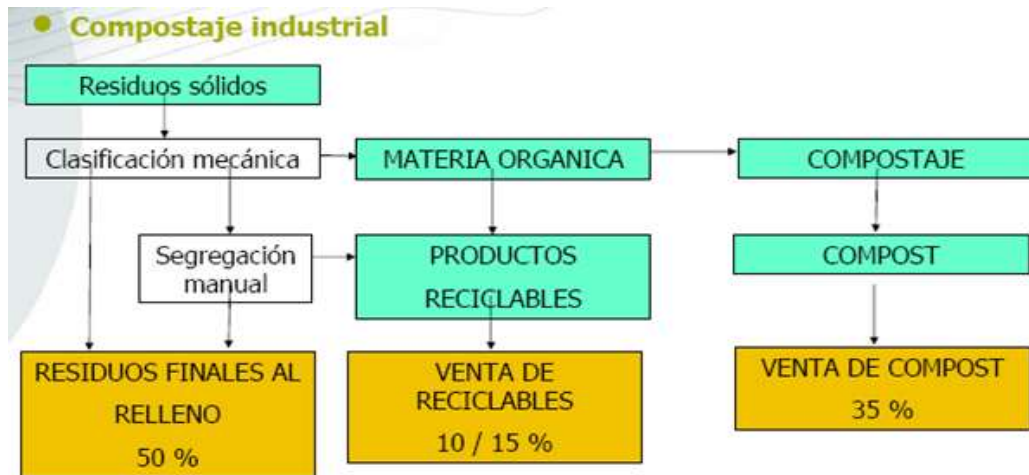 Compostaje industrial
Residuos sólidos
Clasificación mecánica
MATERIA ORGANICA
COMPOSTAJE
Segregación
manual
PRODUCTOS
RECICLABLES
COMPOST
RESIDUOS FINALES AL
RELLENO
50 %
VENTA DE
RECICLABLES
10 / 15 %
VENTA DE COMPOST
35 %